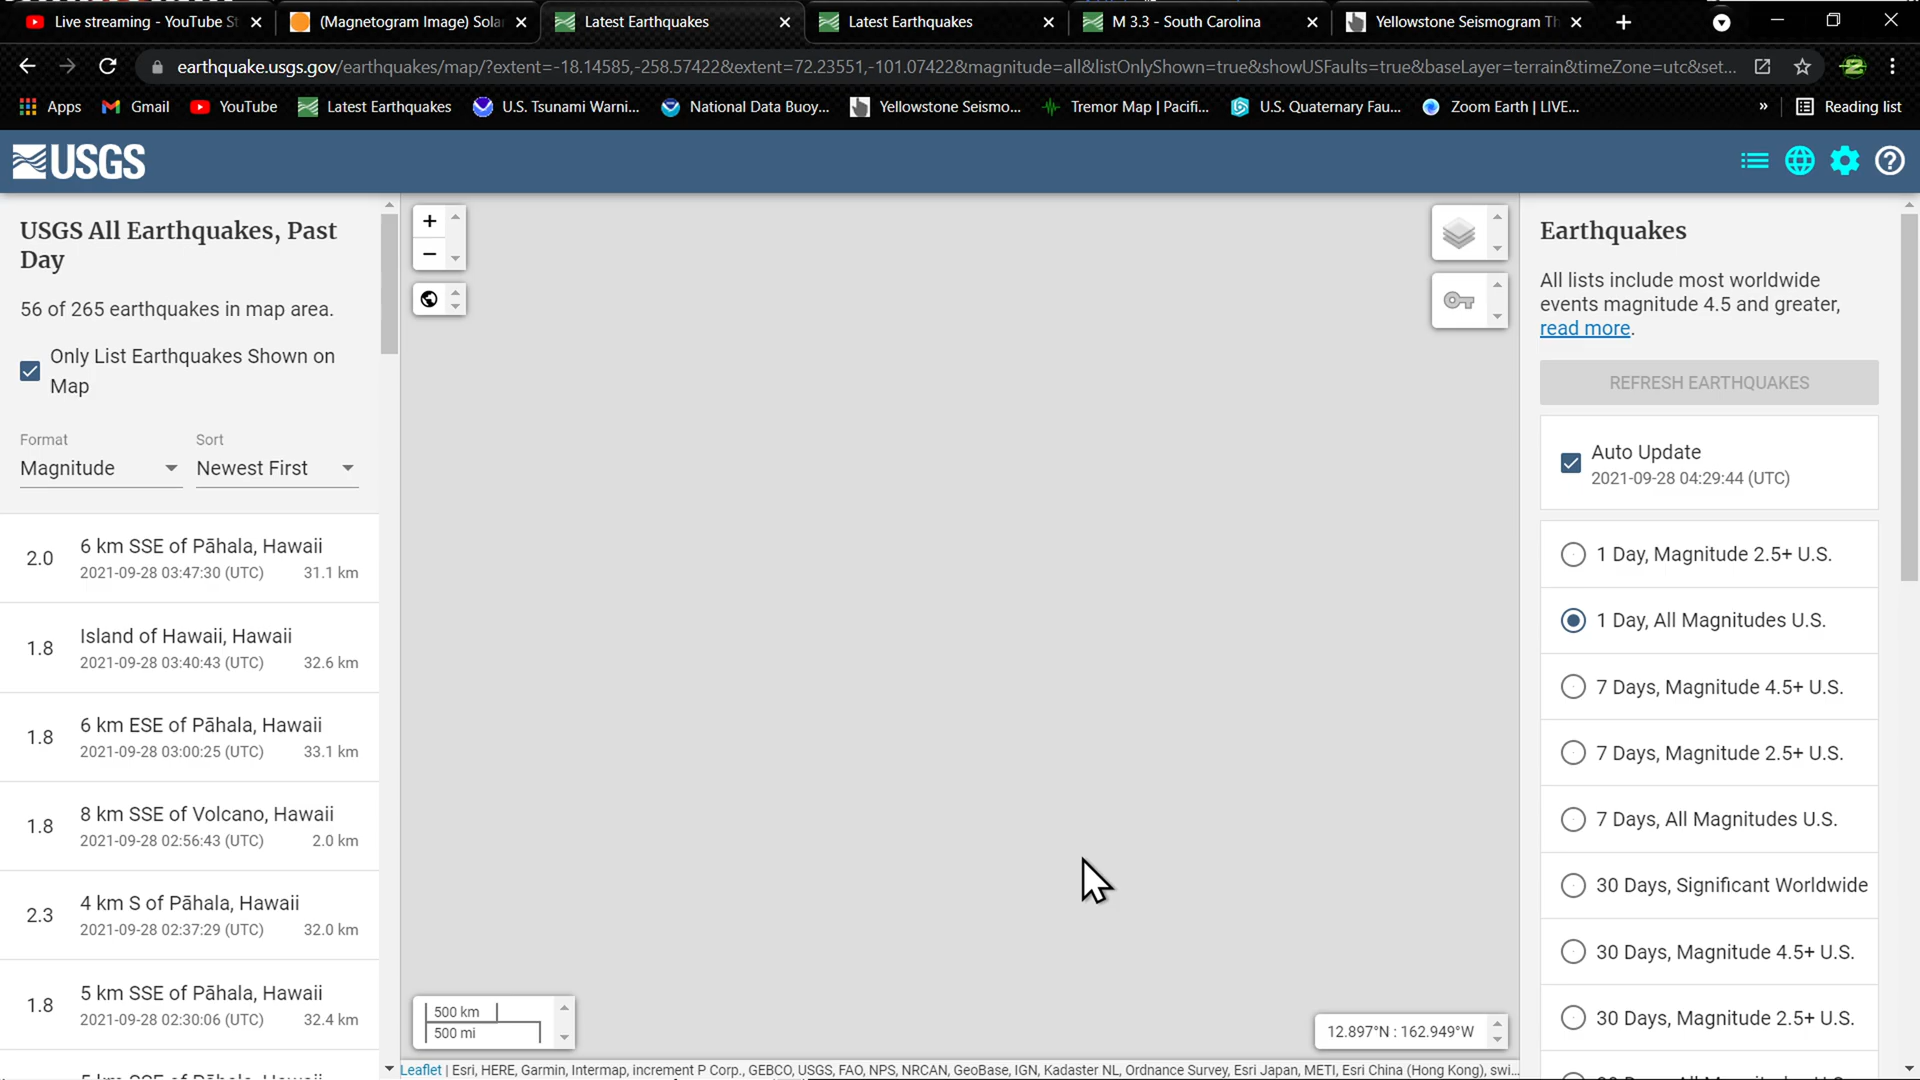 Live streaming - YouTube St
(Magnetogram Image) Sola
Latest Earthquakes
Latest Earthquakes
M 3.3 - South Carolina
Yellowstone Seismogram Th
earthquake.usgs.gov/earthquakes/map/?extent=-18.14585,-258.57422&extent=72.23551,-101.07422&magnitude=all&listOnlyShown=true&showUSFaults=true&baseLayer=terrain&timeZone=utc&set...
Apps
Gmail
YouTube
Latest Earthquakes
U.S. Tsunami Warni...
National Data Buoy...
Yellowstone Seismo...
Tremor Map | Pacifi...
U.S. Quaternary Fau...
Zoom Earth | LIVE...
»
Reading list
USGS
USGS All Earthquakes, Past
Day
56 of 265 earthquakes in map area.
Only List Earthquakes Shown on
Map
Format
Sort
Magnitude
Newest First
2.0
6 km SSE of Pāhala, Hawaii
2021-09-28 03:47:30 (UTC) 31.1 km
1.8
Island of Hawaii, Hawaii
2021-09-28 03:40:43 (UTC) 32.6 km
1.8
6 km ESE of Pāhala, Hawaii
2021-09-28 03:00:25 (UTC) 33.1 km
1.8
8 km SSE of Volcano, Hawaii
2021-09-28 02:56:43 (UTC) 2.0 km
2.3
4 km S of Pāhala, Hawaii
2021-09-28 02:37:29 (UTC) 32.0 km
1.8
5 km SSE of Pāhala, Hawaii
2021-09-28 02:30:06 (UTC) 32.4 km
+
−
500 km
500 mi
12.897°N : 162.949°W
Leaflet | Esri, HERE, Garmin, Intermap, increment P Corp., GEBCO, USGS, FAO, NPS, NRCAN, GeoBase, IGN, Kadaster NL, Ordnance Survey, Esri Japan, METI, Esri China (Hong Kong), swi...
Earthquakes
All lists include most worldwide
events magnitude 4.5 and greater,
read more.
REFRESH EARTHQUAKES
Auto Update
2021-09-28 04:29:44 (UTC)
1 Day, Magnitude 2.5+ U.S.
1 Day, All Magnitudes U.S.
7 Days, Magnitude 4.5+ U.S.
7 Days, Magnitude 2.5+ U.S.
7 Days, All Magnitudes U.S.
30 Days, Significant Worldwide
30 Days, Magnitude 4.5+ U.S.
30 Days, Magnitude 2.5+ U.S.